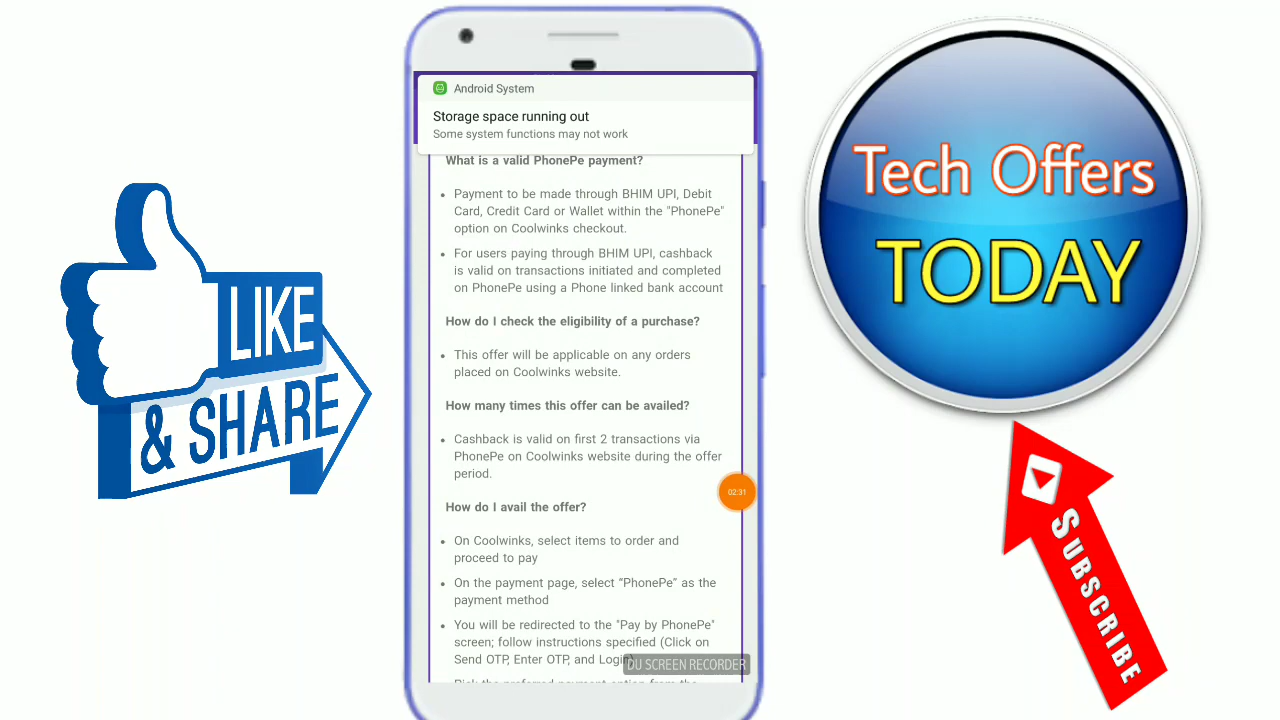 LIKE
& SHARE
Android System
Storage space running out
Some system functions may not work
What is a valid PhonePe payment?
• Payment to be made through BHIM UPI, Debit
Card, Credit Card or Wallet within the "PhonePe"
option on Coolwinks checkout.
• For users paying through BHIM UPI, cashback
is valid on transactions initiated and completed
on PhonePe using a Phone linked bank account
How do I check the eligibility of a purchase?
• This offer will be applicable on any orders
placed on Coolwinks website.
How many times this offer can be availed?
• Cashback is valid on first 2 transactions via
PhonePe on Coolwinks website during the offer
period.
02:31
How do I avail the offer?
• On Coolwinks, select items to order and
proceed to pay
• On the payment page, select “PhonePe” as the
payment method
• You will be redirected to the "Pay by PhonePe"
screen; follow instructions specified (Click on
Send OTP, Enter OTP, and Login)
DU SCREEN RECORDER
Tech Offers
TODAY
SUBSCRIBE